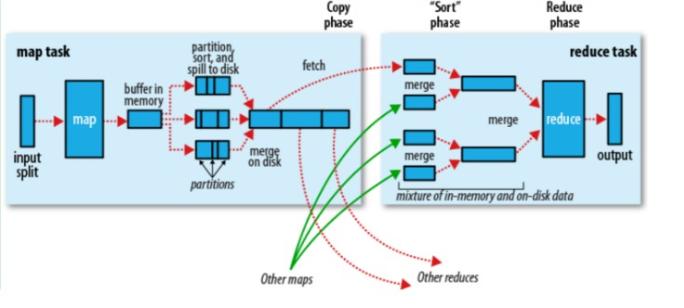 Copy
phase
"Sort"
phase
Reduce
phase
map task
partition,
sort, and
spill to disk
buffer in
memory
fetch
map
input
split
merge
on disk
partitions
reduce task
merge
merge
merge
reduce
output
mixture of in-memory and on-disk data
Other maps
Other reduces